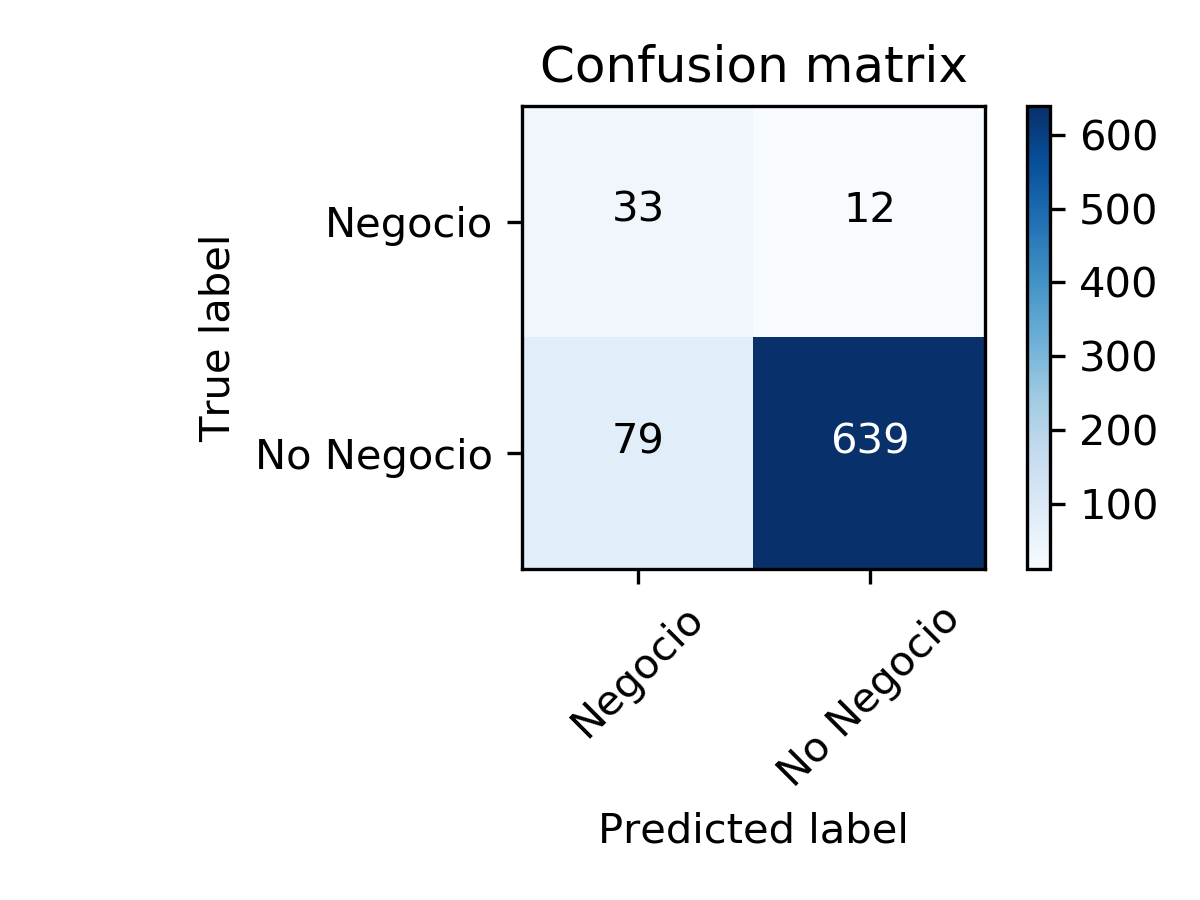 Confusion matrix
True label
Negocio
No Negocio
33 12
79 639
600
500
400
300
200
100
Negocio
No Negocio
Predicted label